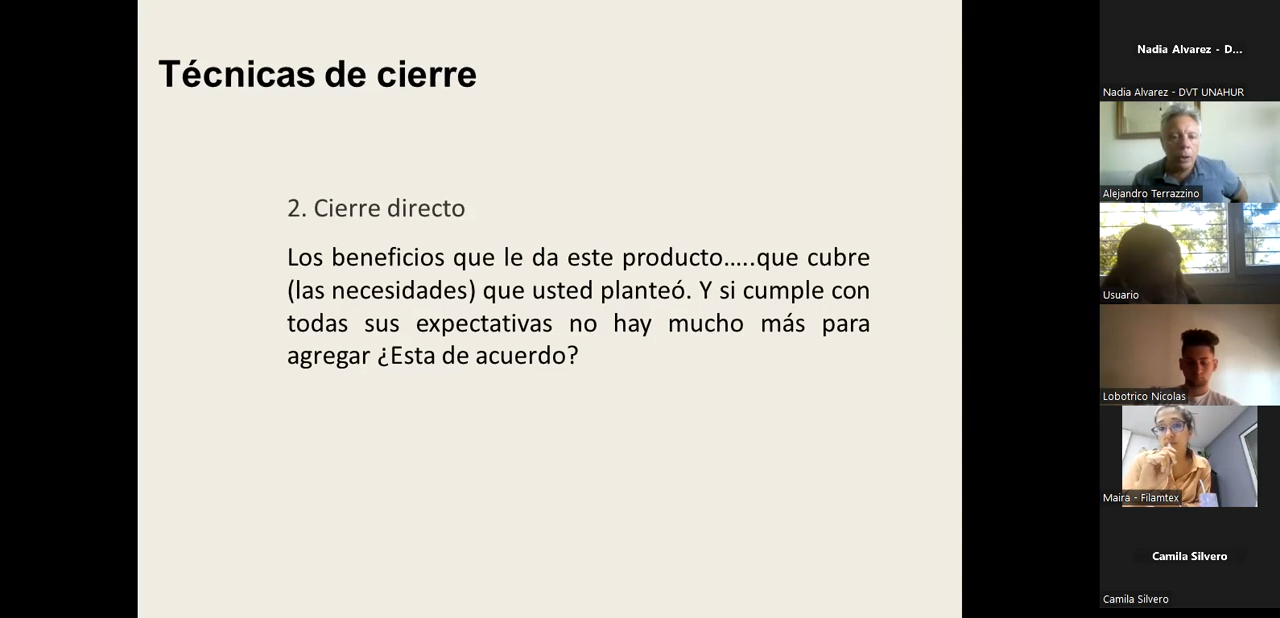 Técnicas de cierre
2. Cierre directo
Los beneficios que le da este producto…..que cubre
(las necesidades) que usted planteó. Y si cumple con
todas sus expectativas no hay mucho más para
agregar ¿Esta de acuerdo?
Nadia Alvarez - D...
Nadia Alvarez - DVT UNAHUR
Alejandro Terrazzino
Usuario
Lobotrico Nicolas
Maira - Filamtex
Camila Silvero
Camila Silvero